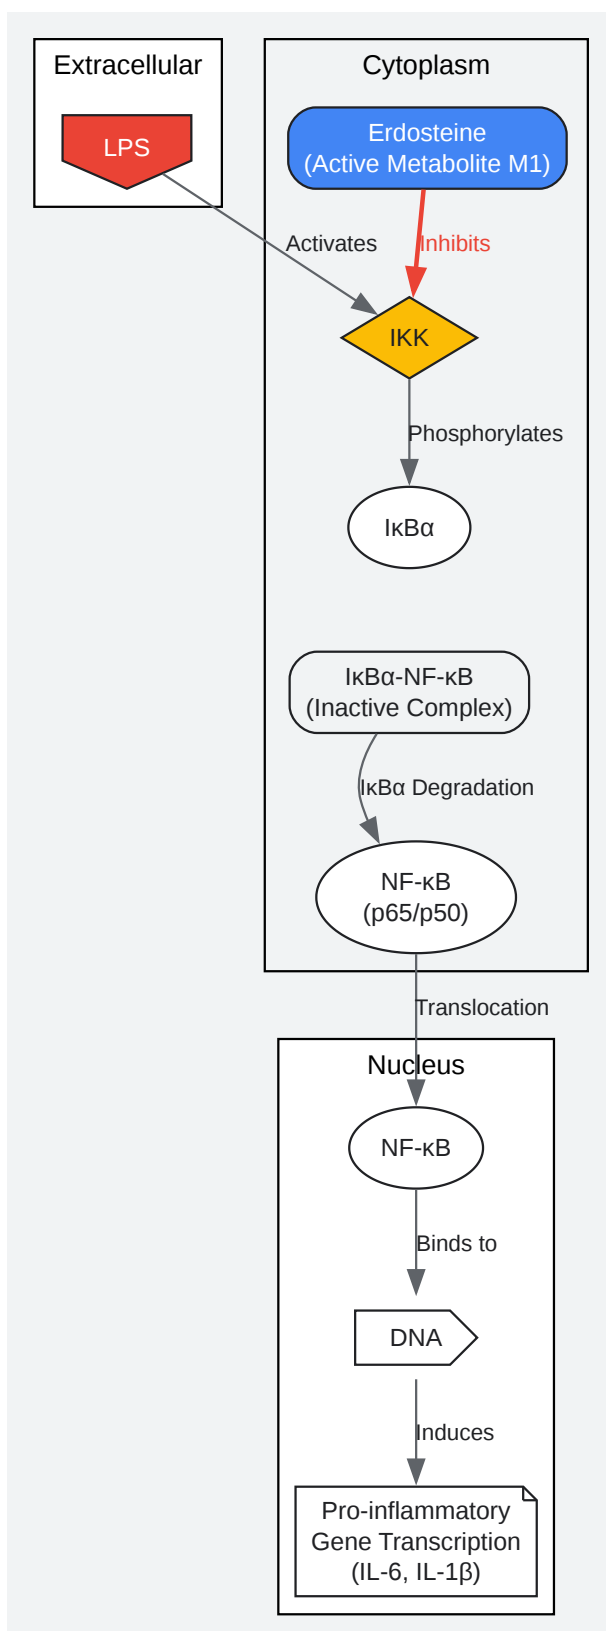 Extracellular
LPS
Cytoplasm
Erdosteine
(Active Metabolite M1)
Activates
Inhibits
IKK
Phosphorylates
IκBα
IκBα-NF-κB
(Inactive Complex)
IκBα Degradation
NF-κB
(p65/p50)
Translocation
Nucleus
NF-κB
Binds to
DNA
Induces
Pro-inflammatory
Gene Transcription
(IL-6, IL-1β)